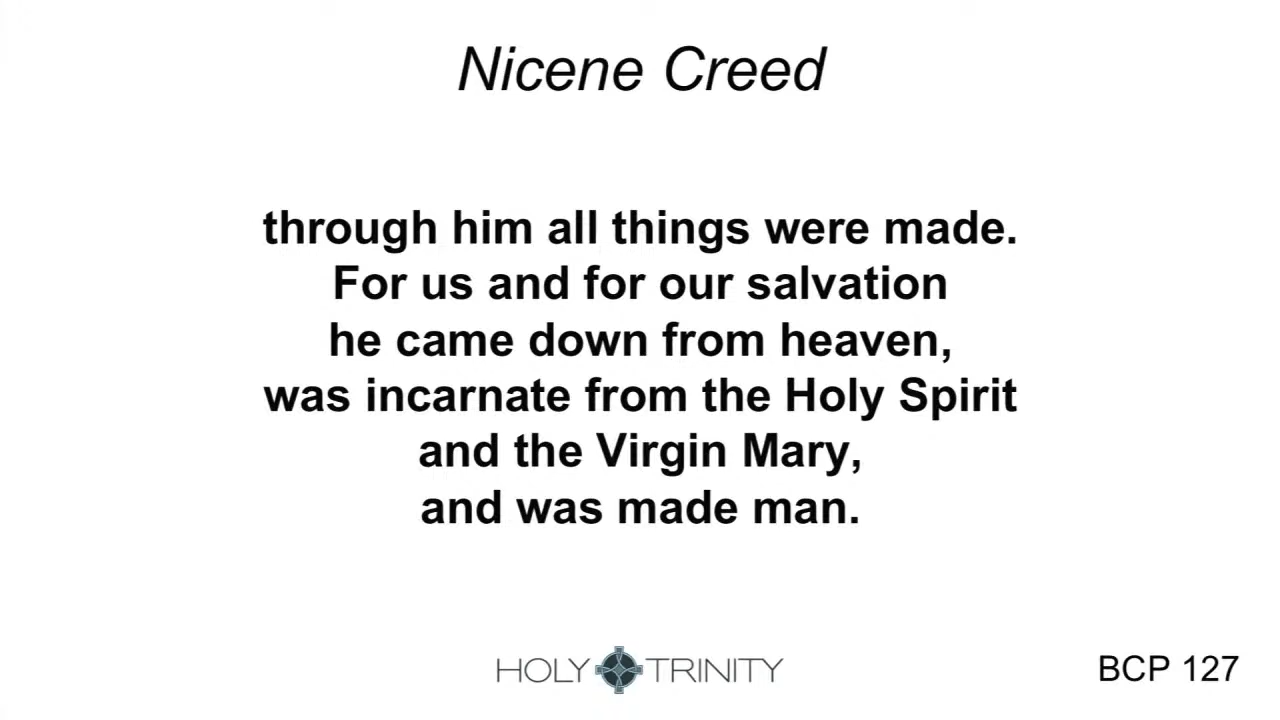 Nicene Creed
through him all things were made.
For us and for our salvation
he came down from heaven,
was incarnate from the Holy Spirit
and the Virgin Mary,
and was made man.
HOLY TRINITY
BCP 127